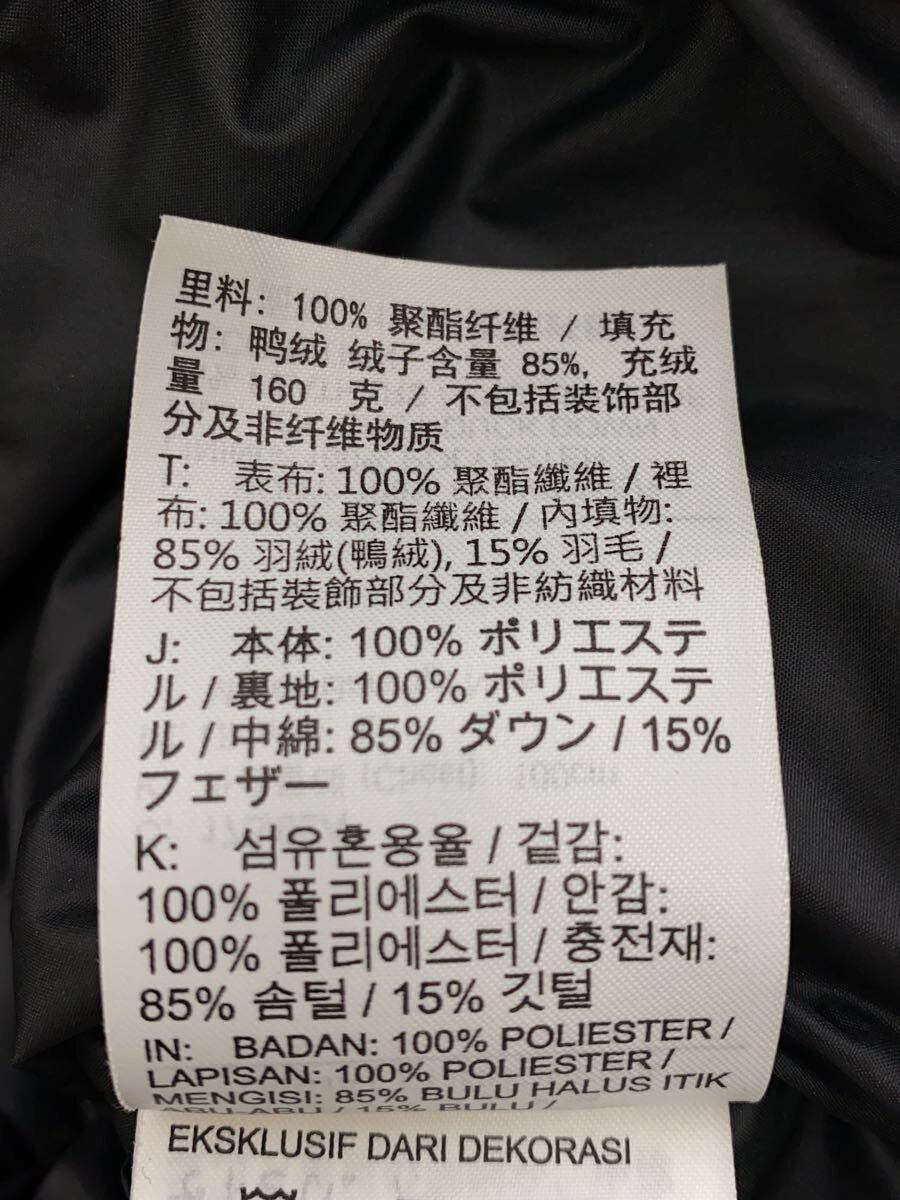 里料: 100% 聚酯纤维 / 填充
物: 鸭绒 绒子含量 85%, 充绒
量 160 克 / 不包括装饰部
分及非纤维物质
T: 表布: 100% 聚酯纖維 / 裡
布: 100% 聚酯纖維 / 內填物:
85% 羽絨(鴨絨), 15% 羽毛 /
不包括裝飾部分及非紡織材料
J: 本体: 100% ポリエステ
ル / 裏地: 100% ポリエステ
ル / 中綿: 85% ダウン / 15%
フェザー
K: 섬유혼용율 / 겉감:
100% 폴리에스터 / 안감:
100% 폴리에스터 / 충전재:
85% 솜털 / 15% 깃털
IN: BADAN: 100% POLIESTER /
LAPISAN: 100% POLIESTER /
MENGISI: 85% BULU HALUS ITIK
ABU-ABU / 15% BULU /
EKSKLUSIF DARI DEKORASI